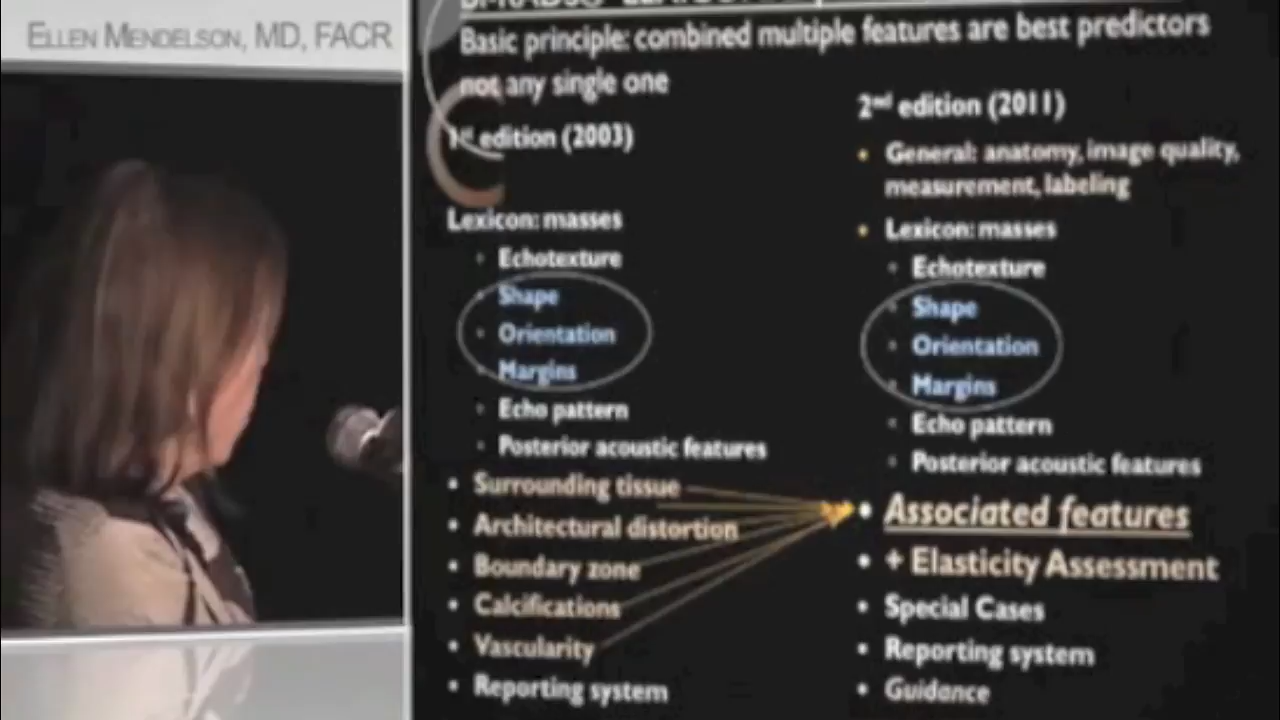 Ellen Mendelson, MD, FACR
Basic principle: combined multiple features are best predictors
not any single one
1st edition (2003)
Lexicon: masses
Echotexture
Shape
Orientation
Margins
Echo pattern
Posterior acoustic features
Surrounding tissue
Architectural distortion
Boundary zone
Calcifications
Vascularity
Reporting system
2nd edition (2011)
General: anatomy, image quality,
measurement, labeling
Lexicon: masses
Echotexture
Shape
Orientation
Margins
Echo pattern
Posterior acoustic features
Associated features
+ Elasticity Assessment
Special Cases
Reporting system
Guidance